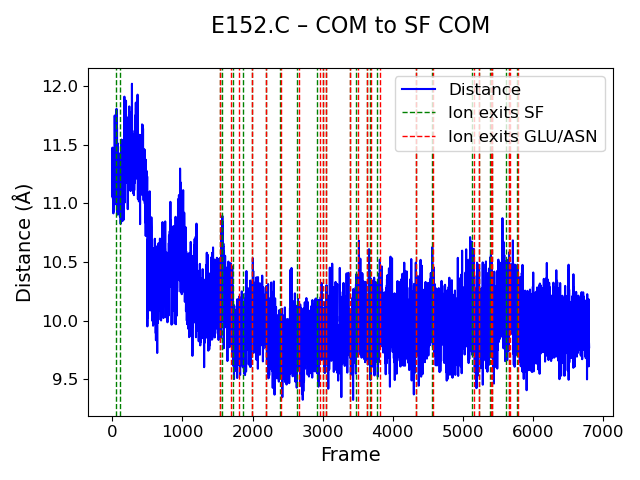 E152.C – COM to SF COM
Distance (Å)
12.0
11.5
11.0
10.5
10.0
9.5
Distance
Ion exits SF
Ion exits GLU/ASN
0 1000 2000 3000 4000 5000 6000 7000
Frame